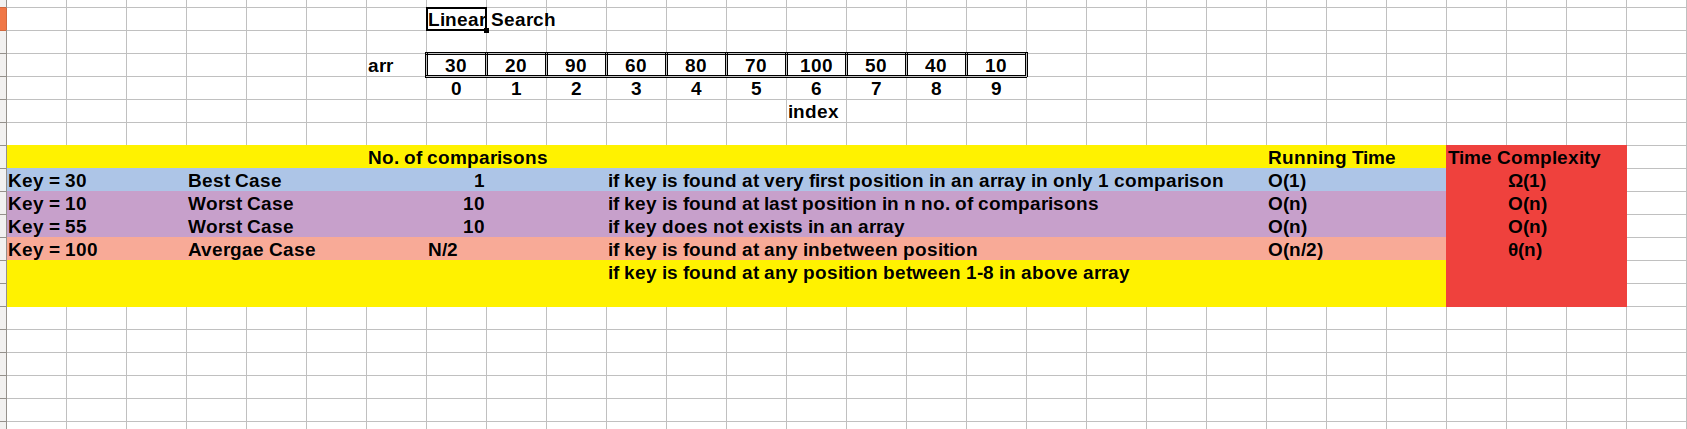 Linear Search
arr 30 20 90 60 80 70 100 50 40 10
0 1 2 3 4 5 6 7 8 9
index
No. of comparisons Running Time Time Complexity
Key = 30 Best Case 1 if key is found at very first position in an array in only 1 comparison O(1) Ω(1)
Key = 10 Worst Case 10 if key is found at last position in n no. of comparisons O(n) O(n)
Key = 55 Worst Case 10 if key does not exists in an array O(n) O(n)
Key = 100 Avergae Case N/2 if key is found at any inbetween position O(n/2) θ(n)
if key is found at any position between 1-8 in above array